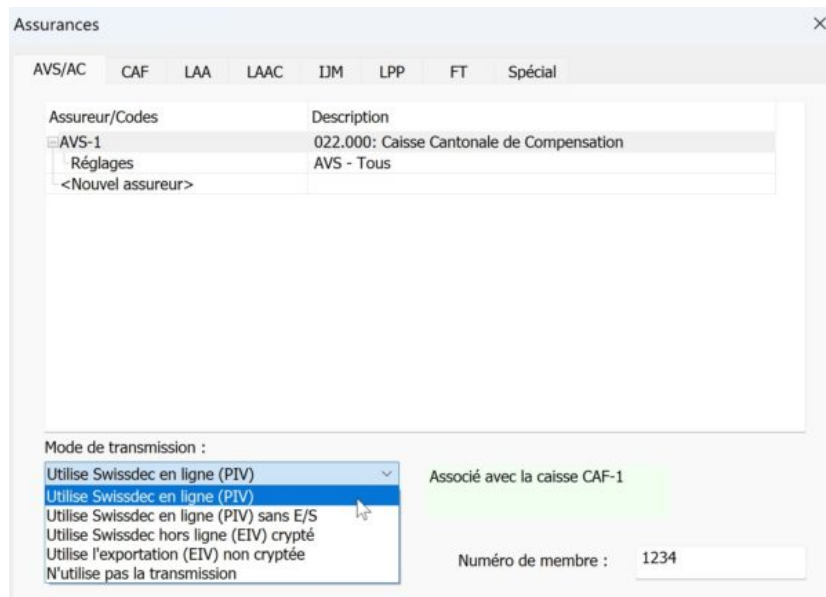 Assurances
AVS/AC CAF LAA LAAC IJM LPP FT Spécial
Assureur/Codes Description
AVS-1 022.000: Caisse Cantonale de Compensation
Réglages AVS - Tous
<Nouvel assureur>
Mode de transmission :
Utilise Swissdec en ligne (PIV) Associé avec la caisse CAF-1
Utilise Swissdec en ligne (PIV)
Utilise Swissdec en ligne (PIV) sans E/S
Utilise Swissdec hors ligne (EIV) crypté
Utilise l'exportation (EIV) non cryptée
N'utilise pas la transmission
Numéro de membre : 1234